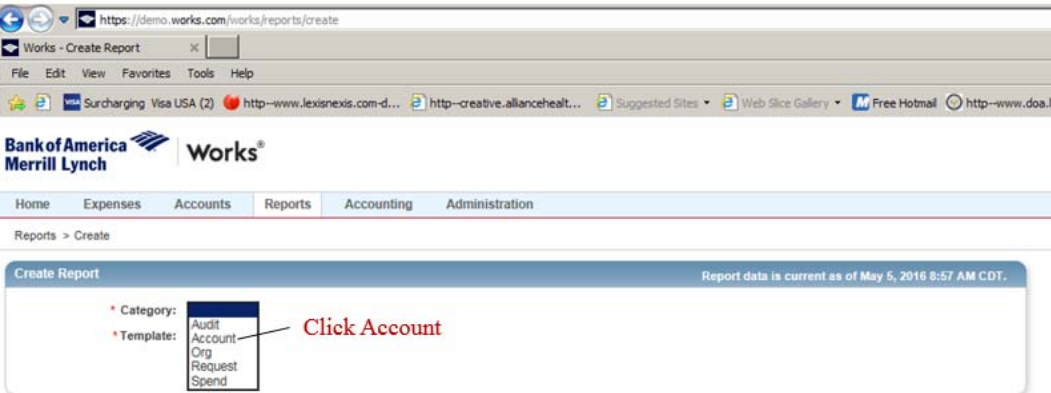 https://demo.works.com/works/reports/create
Works - Create Report
File Edit View Favorites Tools Help
VISA Surcharging Visa USA (2) http--www.lexisnexis.com-d... http--creative.alliancehealt... Suggested Sites Web Slice Gallery Free Hotmail http--www.doa.
Bank of America
Merrill Lynch
Works®
Home Expenses Accounts Reports Accounting Administration
Reports > Create
Create Report Report data is current as of May 5, 2016 8:57 AM CDT.
* Category:
* Template:
Audit
Account
Org
Request
Spend
Click Account